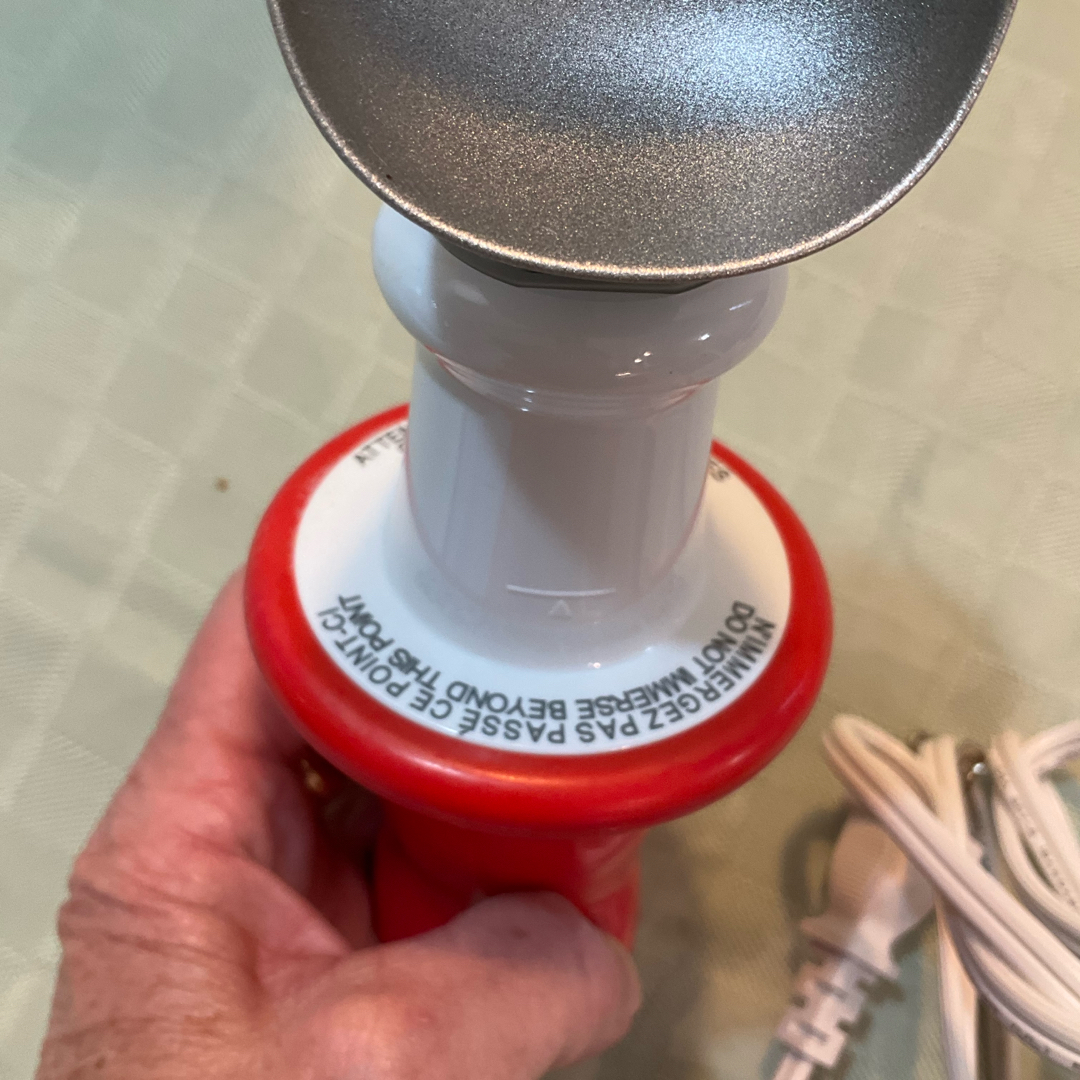 N'IMMERGEZ PAS PASSÉ CE POINT-CI
DO NOT IMMERSE BEYOND THIS POINT